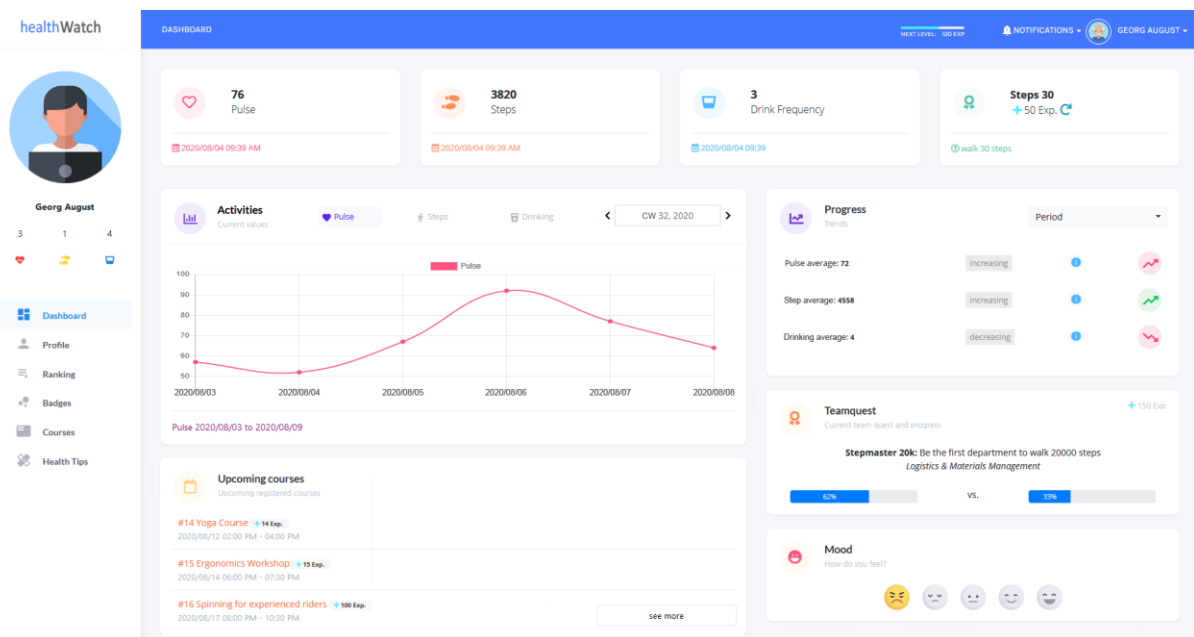 healthWatch
DASHBOARD
NEXT LEVEL: 120 EXP
NOTIFICATIONS
GEORG AUGUST
Georg August
3 1 4
Dashboard
Profile
Ranking
Badges
Courses
Health Tips
76
Pulse
2020/08/04 09:39 AM
3820
Steps
2020/08/04 09:39 AM
3
Drink Frequency
2020/08/04 09:39
Steps 30
+ 50 Exp.
walk 30 steps
Activities
Current values
Pulse
Steps
Drinking
CW 32, 2020
Pulse
100
90
80
70
60
50
2020/08/03 2020/08/04 2020/08/05 2020/08/06 2020/08/07 2020/08/08
Pulse 2020/08/03 to 2020/08/09
Progress
Trends
Period
Pulse average: 72 increasing
Step average: 4558 increasing
Drinking average: 4 decreasing
Upcoming courses
Upcoming registered courses
#14 Yoga Course +14 Exp.
2020/08/12 02:00 PM - 04:00 PM
#15 Ergonomics Workshop +15 Exp.
2020/08/14 06:00 PM - 07:30 PM
#16 Spinning for experienced riders +100 Exp.
2020/08/17 08:00 PM - 10:30 PM
see more
Teamquest
Current team quest and progress
+150 Exp.
Stepmaster 20k: Be the first department to walk 20000 steps
Logistics & Materials Management
62% vs. 33%
Mood
How do you feel?